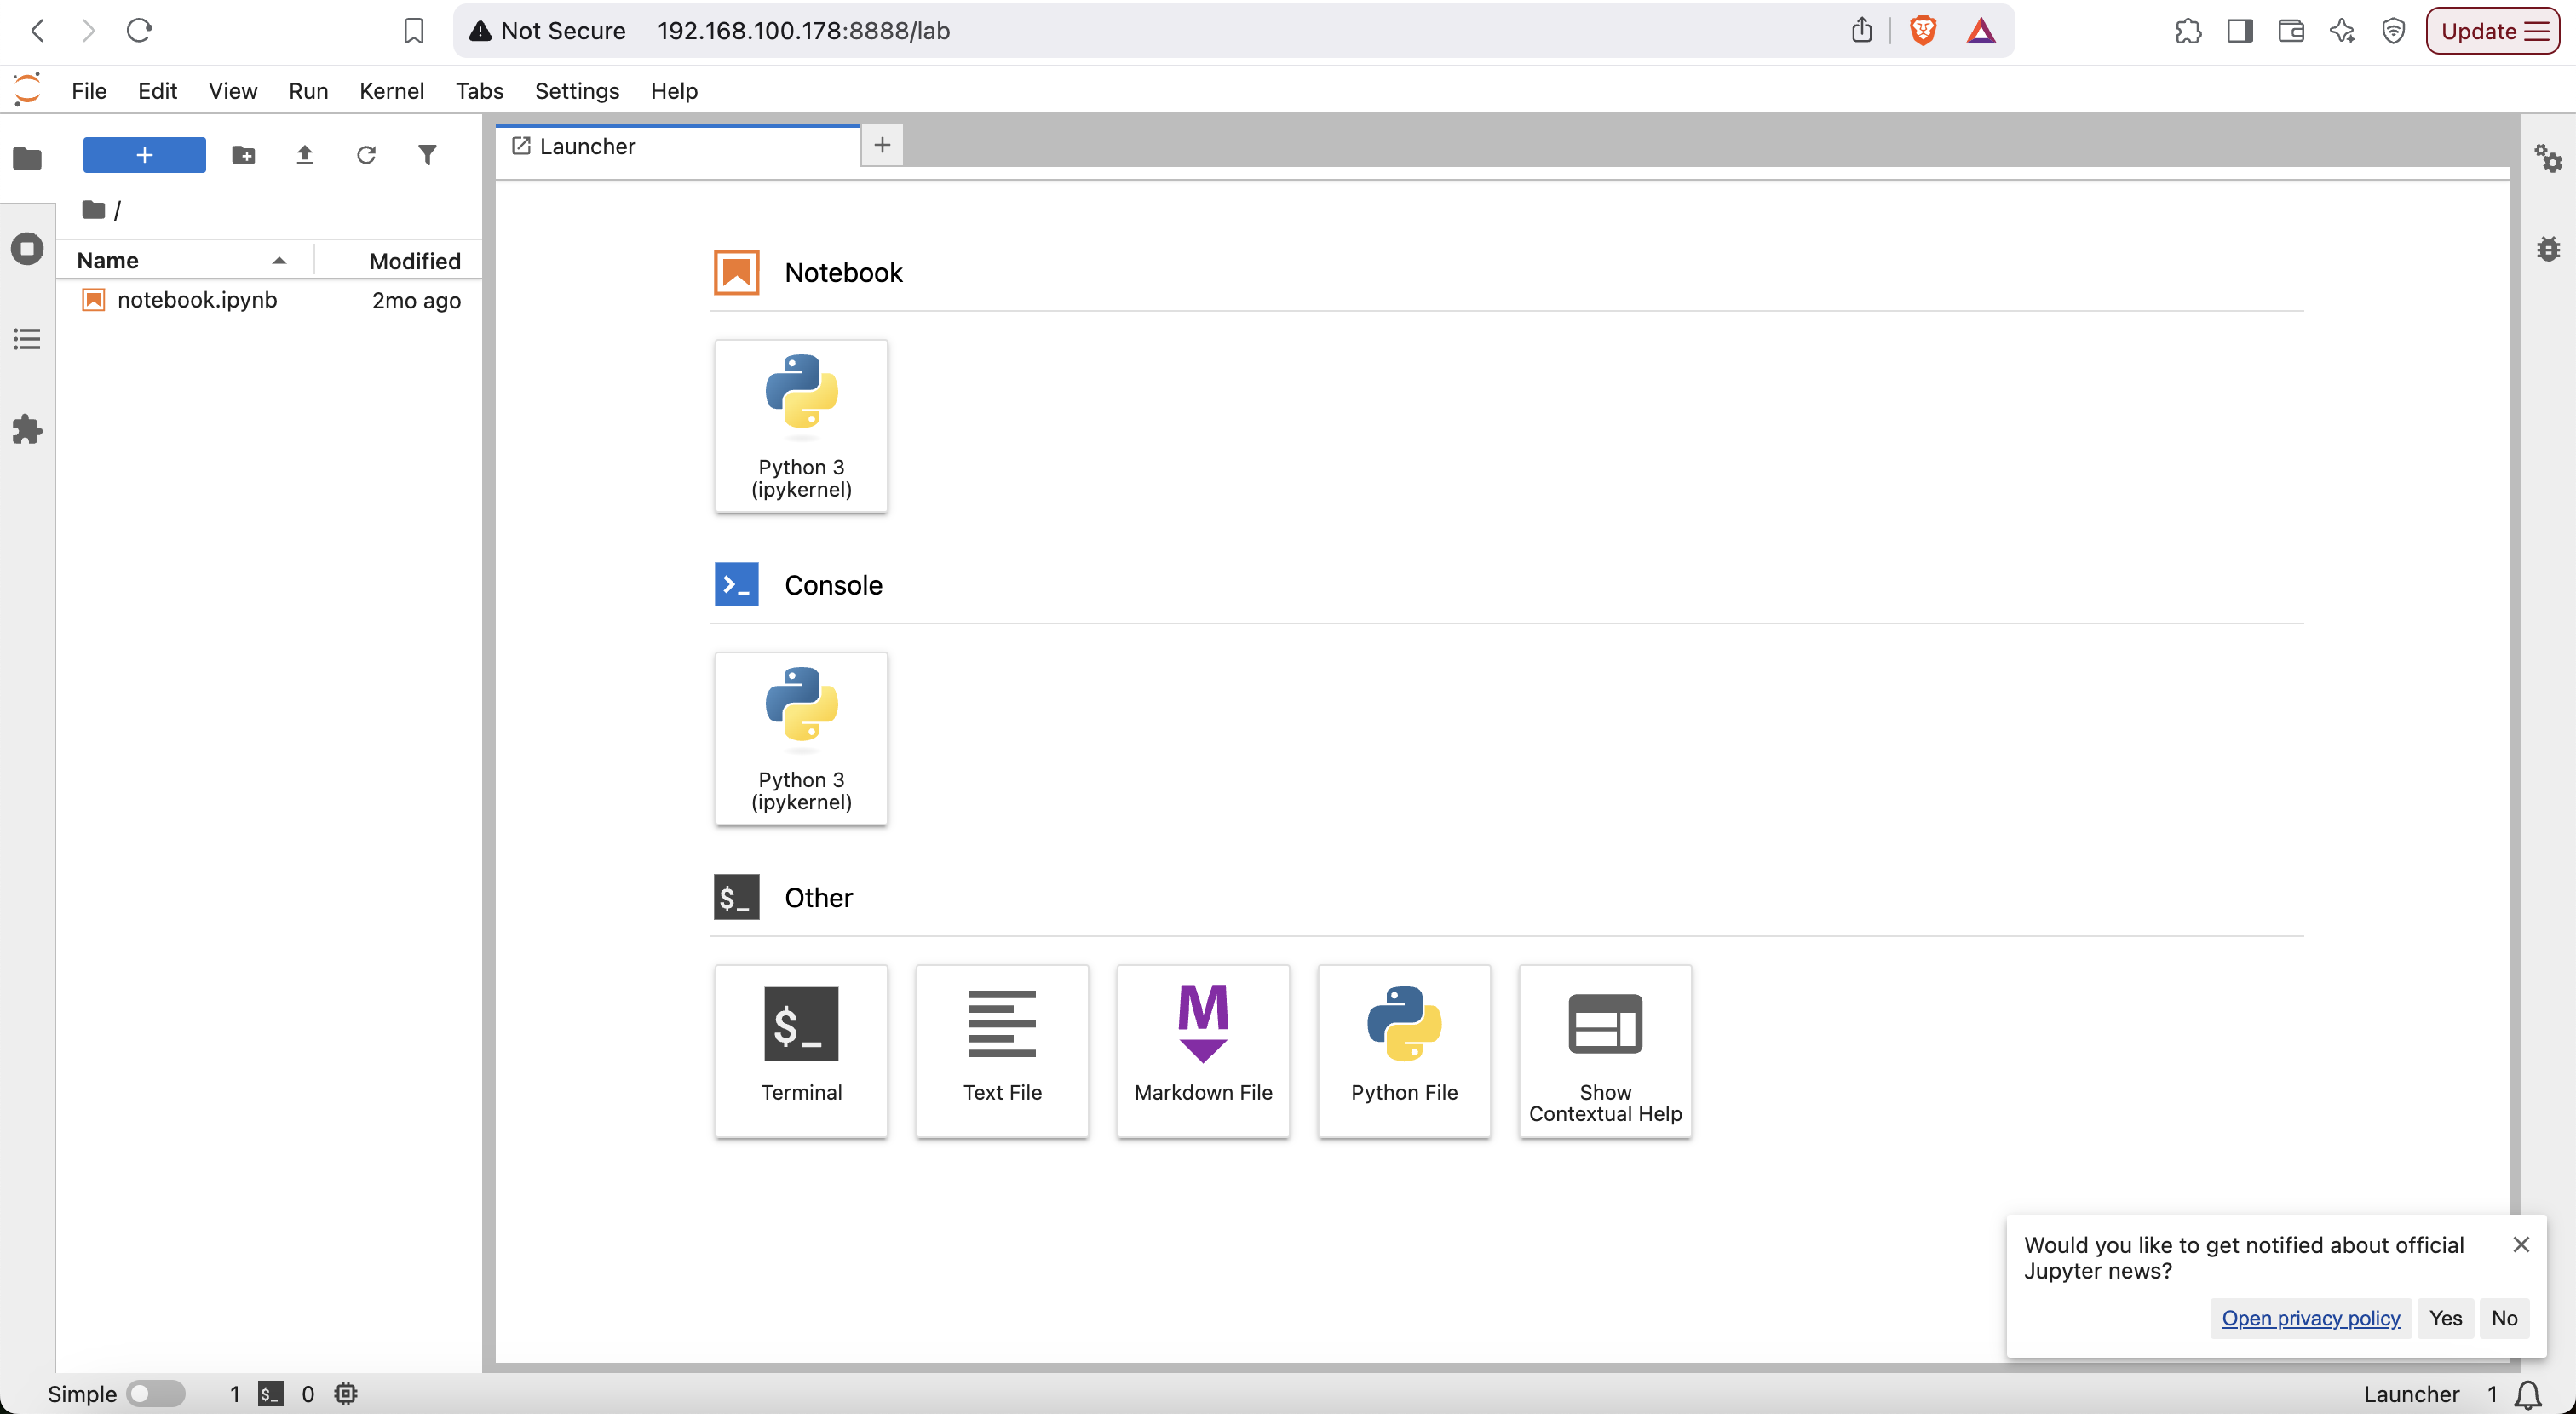 Not Secure 192.168.100.178:8888/lab
Update
File Edit View Run Kernel Tabs Settings Help
+
Launcher
+
/
Name Modified
notebook.ipynb 2mo ago
Notebook
Python 3
(ipykernel)
>_ Console
Python 3
(ipykernel)
$_ Other
$_
Terminal
Text File
M
Markdown File
Python File
Show
Contextual Help
Would you like to get notified about official
Jupyter news?
Open privacy policy Yes No
Simple 1 $_ 0 Launcher 1